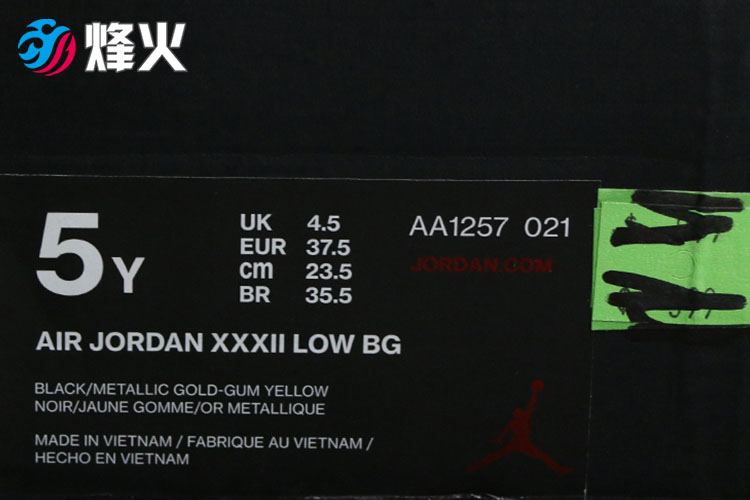 烽火
5Y
UK 4.5
EUR 37.5
cm 23.5
BR 35.5
AA1257 021
JORDAN.COM
AIR JORDAN XXXII LOW BG
BLACK/METALLIC GOLD-GUM YELLOW
NOIR/JAUNE GOMME/OR METALLIQUE
MADE IN VIETNAM / FABRIQUE AU VIETNAM /
HECHO EN VIETNAM